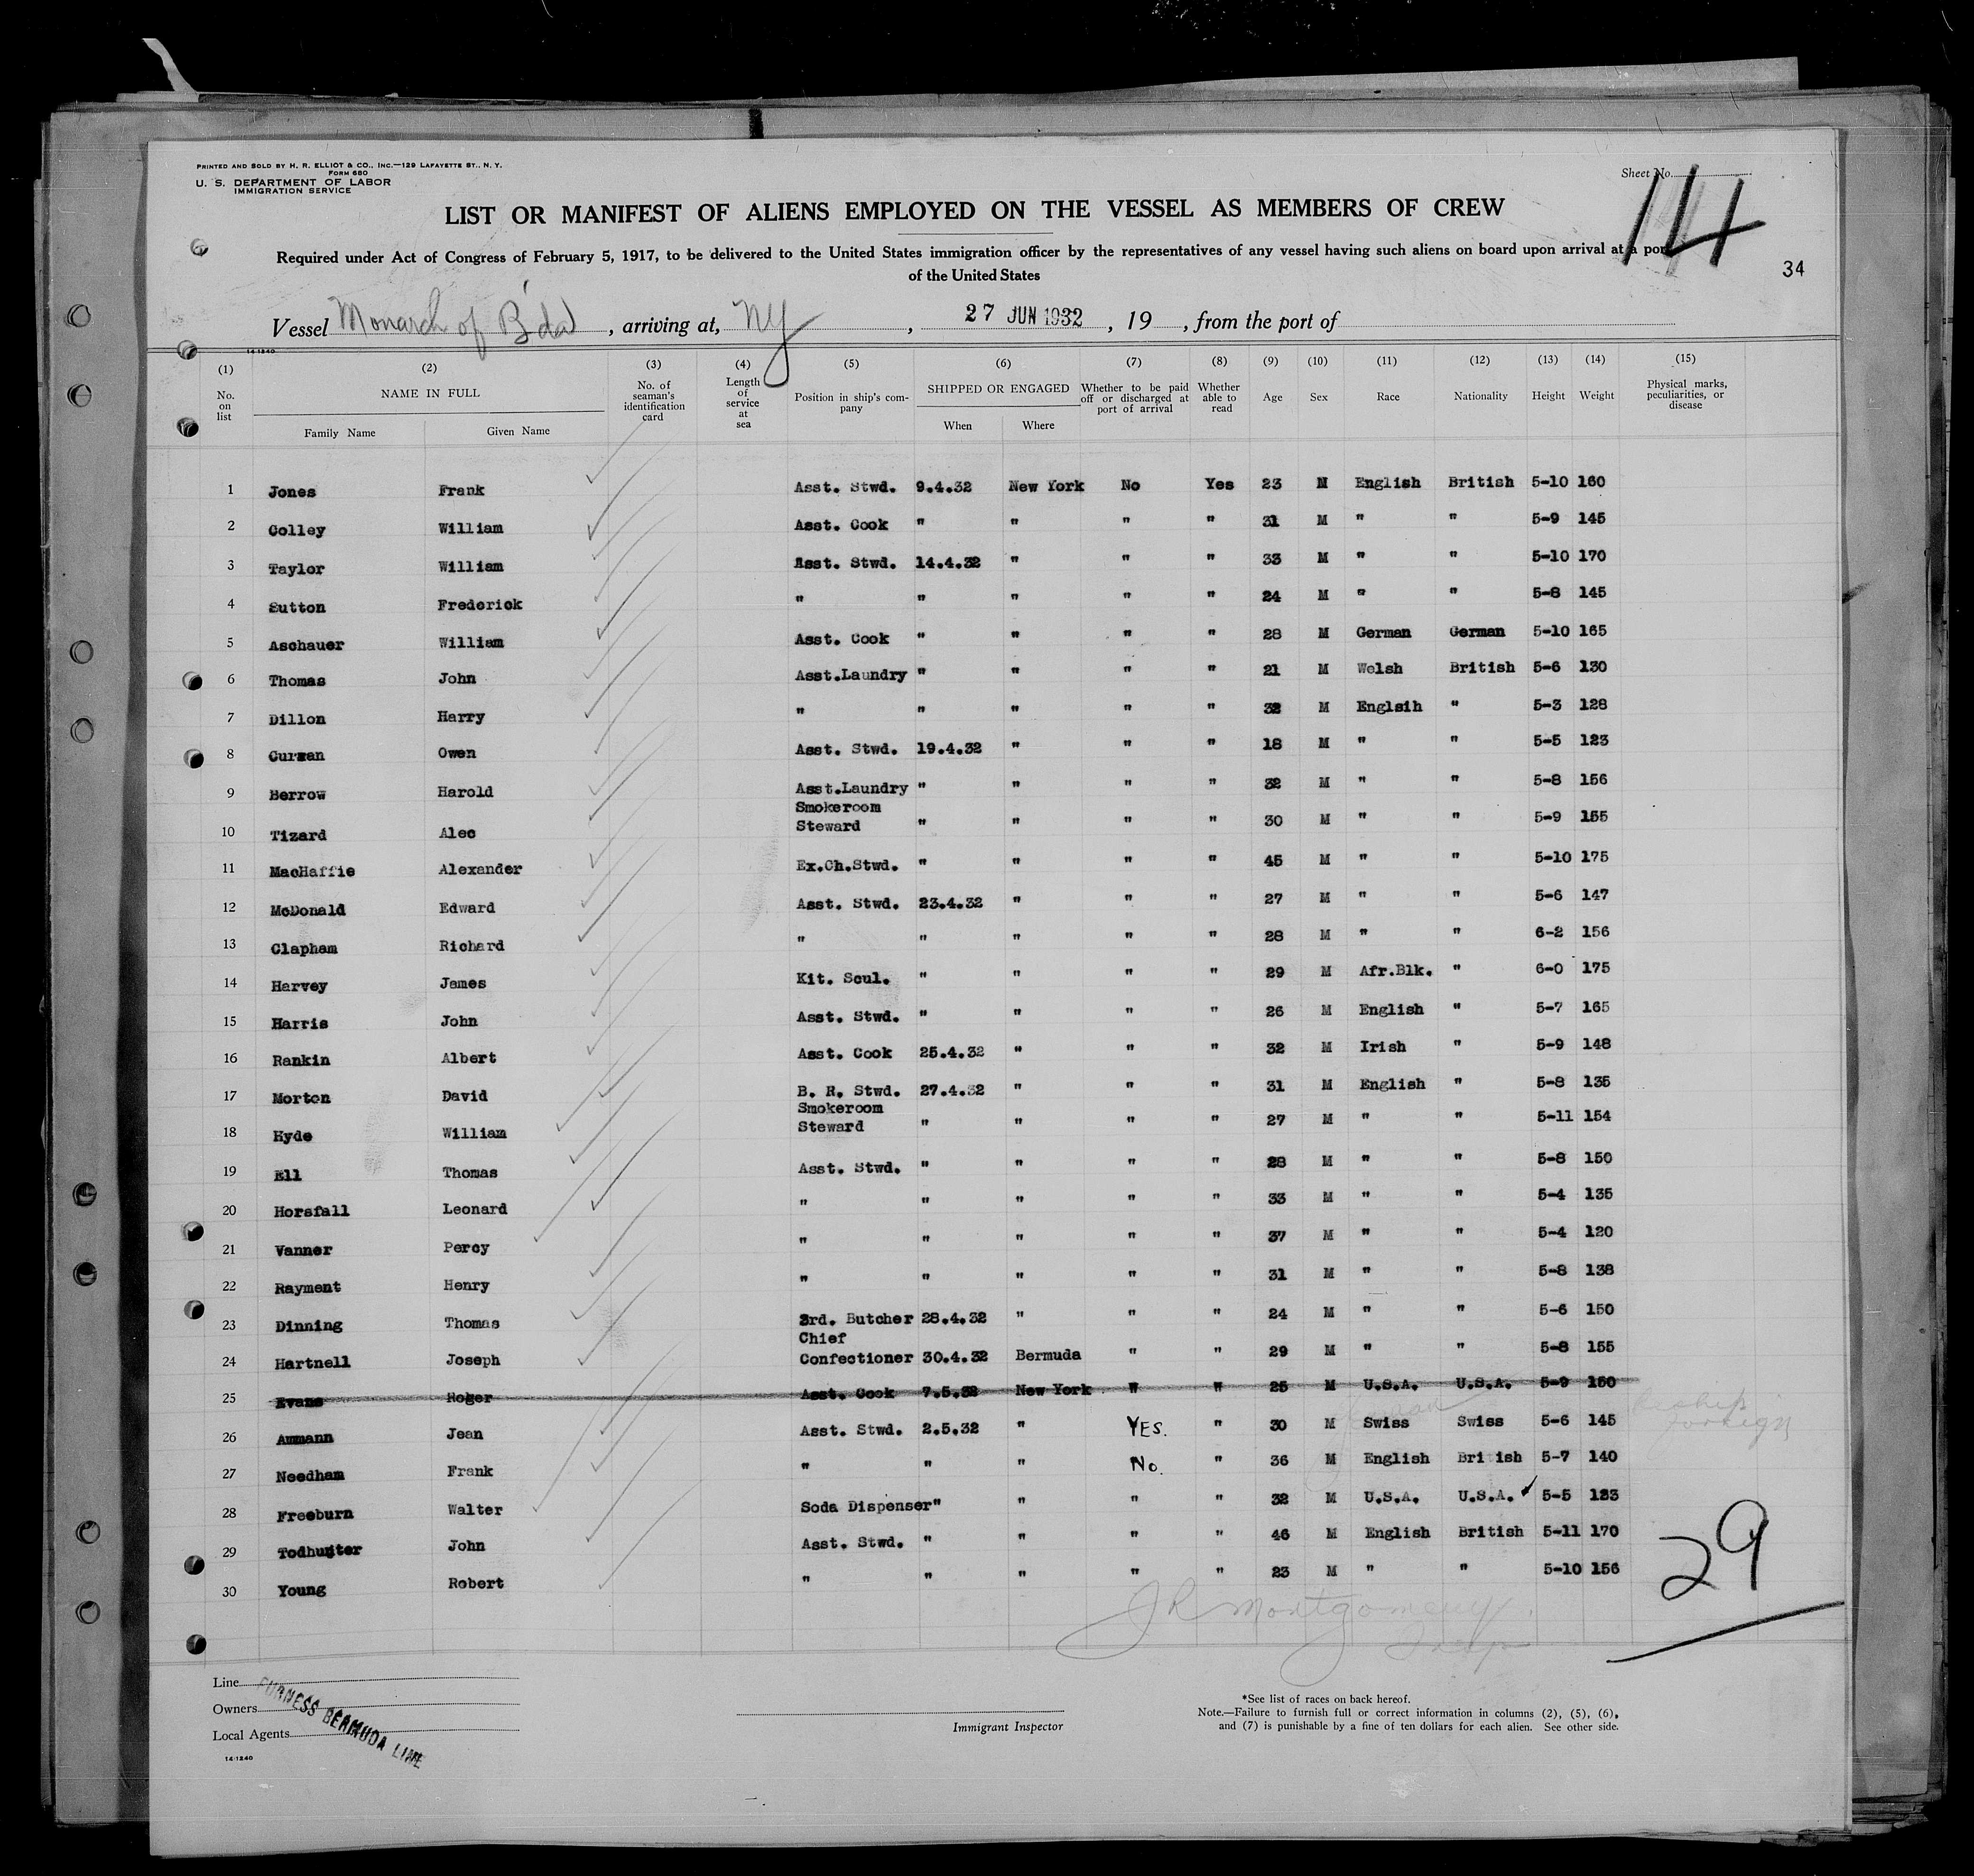 PRINTED AND SOLD BY H. R. ELLIOT & CO., INC.—129 LAFAYETTE ST., N. Y.
FORM 680
U. S. DEPARTMENT OF LABOR
IMMIGRATION SERVICE
Sheet No.
14
LIST OR MANIFEST OF ALIENS EMPLOYED ON THE VESSEL AS MEMBERS OF CREW
Required under Act of Congress of February 5, 1917, to be delivered to the United States immigration officer by the representatives of any vessel having such aliens on board upon arrival at a port
of the United States
34
Vessel Monarch of B'da, arriving at, NY, 27 JUN 1932, 19, from the port of
14-1240
(1) (2) (3) (4) (5) (6) (7) (8) (9) (10) (11) (12) (13) (14) (15)
No. on list NAME IN FULL No. of seaman's identification card Length of service at sea Position in ship's company SHIPPED OR ENGAGED Whether to be paid off or discharged at port of arrival Whether able to read Age Sex Race Nationality Height Weight Physical marks, peculiarities, or disease
Family Name Given Name When Where
1 Jones Frank Asst. Stwd. 9.4.32 New York No Yes 23 M English British 5-10 160
2 Colley William Asst. Cook " " " " 31 M " " 5-9 145
3 Taylor William Asst. Stwd. 14.4.32 " " " 33 M " " 5-10 170
4 Sutton Frederick " " " " " 24 M " " 5-8 145
5 Aschauer William Asst. Cook " " " " 28 M German German 5-10 165
6 Thomas John Asst.Laundry " " " " 21 M Welsh British 5-6 130
7 Dillon Harry " " " " " 32 M Englsih " 5-3 128
8 Owen Asst. Stwd. 19.4.32 " " " 18 M " " 5-5 123
9 Berrow Harold Asst.Laundry " " " " 32 M " " 5-8 156
10 Tizard Alec Smokeroom Steward " " " " 30 M " " 5-9 155
11 MacHaffie Alexander Ex.Ch.Stwd. " " " " 45 M " " 5-10 175
12 McDonald Edward Asst. Stwd. 23.4.32 " " " 27 M " " 5-6 147
13 Clapham Richard " " " " " 28 M " " 6-2 156
14 Harvey James Kit. Scul. " " " " 29 M Afr.Blk. " 6-0 175
15 Harris John Asst. Stwd. " " " " 26 M English " 5-7 165
16 Rankin Albert Asst. Cook 25.4.32 " " " 32 M Irish " 5-9 148
17 Morton David B. R. Stwd. 27.4.32 " " " 31 M English " 5-8 135
18 Hyde William Smokeroom Steward " " " " 27 M " " 5-11 154
19 Ell Thomas Asst. Stwd. " " " " 28 M " " 5-8 150
20 Horsfall Leonard " " " " " 33 M " " 5-4 135
21 Vanner Percy " " " " " 37 M " " 5-4 120
22 Rayment Henry " " " " " 31 M " " 5-8 138
23 Dinning Thomas 3rd. Butcher 28.4.32 " " " 24 M " " 5-6 150
24 Hartnell Joseph Chief Confectioner 30.4.32 Bermuda " " 29 M " " 5-8 155
25 Evans Roger Asst. Cook 7.5.32 New York " " 25 M U.S.A. U.S.A. 5-9 150
26 Ammann Jean Asst. Stwd. 2.5.32 " YES. " 30 M Swiss Swiss 5-6 145 reship foreign
27 Needham Frank " " " No. " 36 M English Bri ish 5-7 140
28 Freeburn Walter Soda Dispenser " " " " 32 M U.S.A. U.S.A. 5-5 123
29 Todhunter John Asst. Stwd. " " " " 46 M English British 5-11 170
30 Young Robert " " " " " 23 M " " 5-10 156
29
JR Montgomery
Insp
Line
Owners
Local Agents
FURNESS BERMUDA LINE
14-1240
Immigrant Inspector
*See list of races on back hereof.
Note.—Failure to furnish full or correct information in columns (2), (5), (6),
and (7) is punishable by a fine of ten dollars for each alien. See other side.